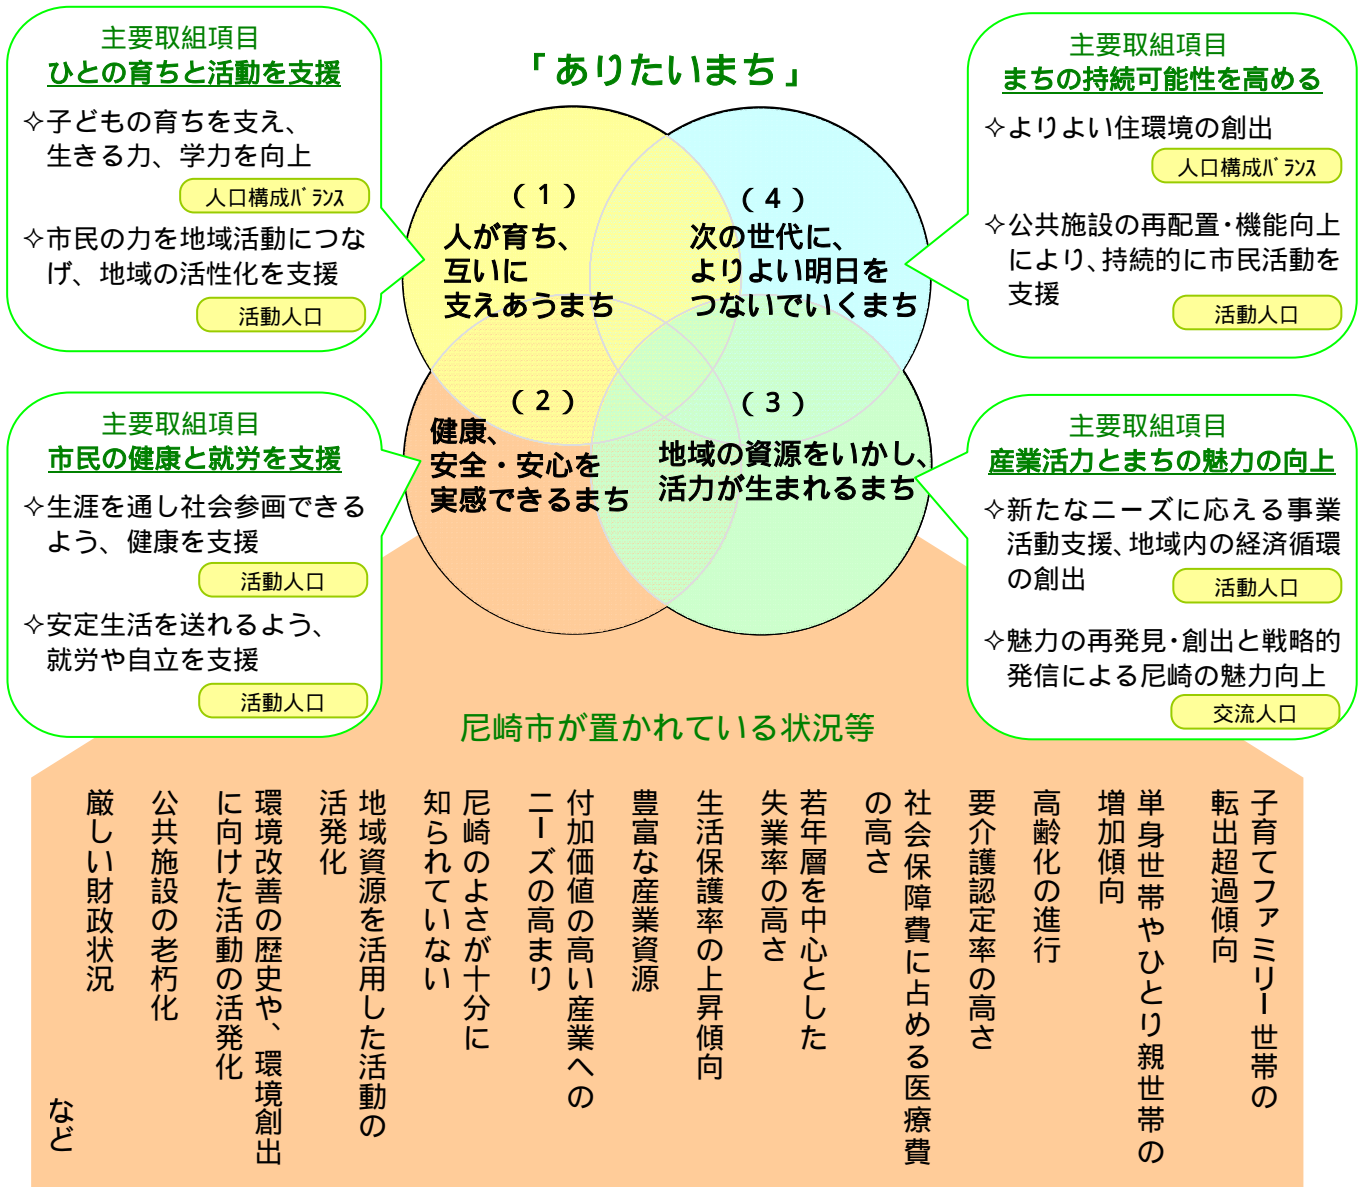 「ありたいまち」
主要取組項目
ひとの育ちと活動を支援
✧子どもの育ちを支え、
生きる力、学力を向上
人口構成ﾊﾞﾗﾝｽ
✧市民の力を地域活動につな
げ、地域の活性化を支援
活動人口
主要取組項目
まちの持続可能性を高める
✧よりよい住環境の創出
人口構成ﾊﾞﾗﾝｽ
✧公共施設の再配置・機能向上
により、持続的に市民活動を
支援
活動人口
（１）
人が育ち、
互いに
支えあうまち
（４）
次の世代に、
よりよい明日を
つないでいくまち
（２）
健康、
安全・安心を
実感できるまち
（３）
地域の資源をいかし、
活力が生まれるまち
主要取組項目
市民の健康と就労を支援
✧生涯を通し社会参画できる
よう、健康を支援
活動人口
✧安定生活を送れるよう、
就労や自立を支援
活動人口
主要取組項目
産業活力とまちの魅力の向上
✧新たなニーズに応える事業
活動支援、地域内の経済循環
の創出
活動人口
✧魅力の再発見・創出と戦略的
発信による尼崎の魅力向上
交流人口
尼崎市が置かれている状況等
子育てファミリー世帯の
転出超過傾向
単身世帯やひとり親世帯の
増加傾向
高齢化の進行
要介護認定率の高さ
社会保障費に占める医療費
の高さ
若年層を中心とした
失業率の高さ
生活保護率の上昇傾向
豊富な産業資源
付加価値の高い産業への
ニーズの高まり
尼崎のよさが十分に
知られていない
地域資源を活用した活動の
活発化
環境改善の歴史や、環境創出
に向けた活動の活発化
公共施設の老朽化
厳しい財政状況
など